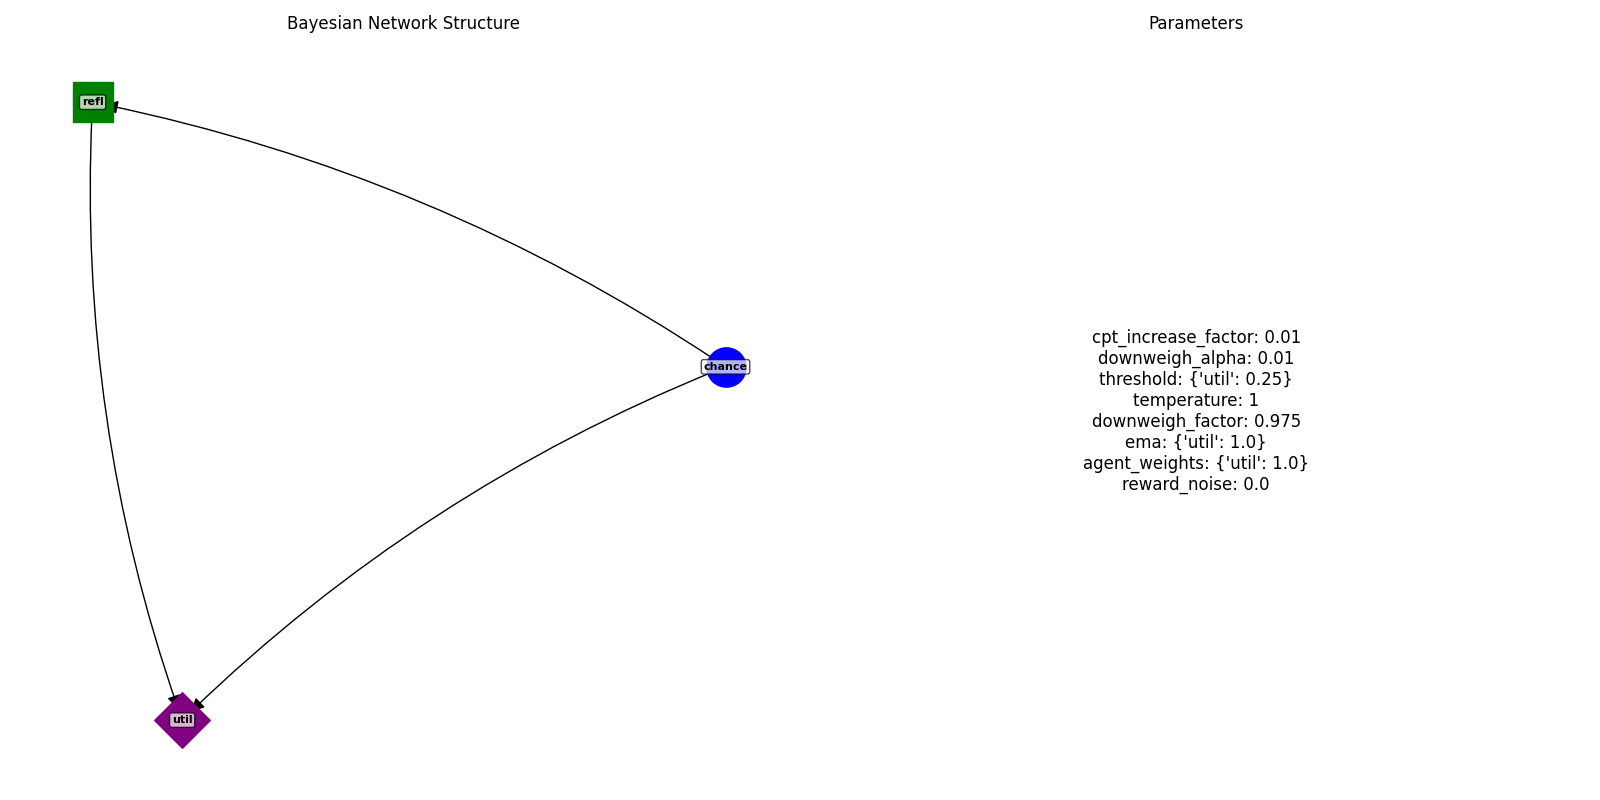 Bayesian Network Structure
Parameters
refl
chance
util
cpt_increase_factor: 0.01
downweigh_alpha: 0.01
threshold: {'util': 0.25}
temperature: 1
downweigh_factor: 0.975
ema: {'util': 1.0}
agent_weights: {'util': 1.0}
reward_noise: 0.0